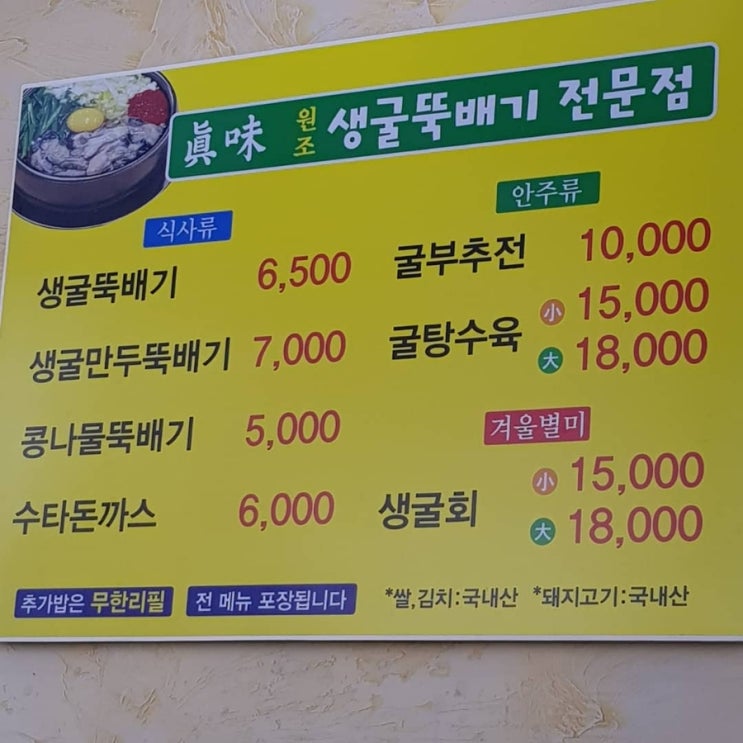 眞味 원조 생굴뚝배기 전문점
식사류
생굴뚝배기 6,500
생굴만두뚝배기 7,000
콩나물뚝배기 5,000
수타돈까스 6,000
안주류
굴부추전 10,000
굴탕수육 小 15,000
大 18,000
겨울별미
생굴회 小 15,000
大 18,000
추가밥은 무한리필 전 메뉴 포장됩니다 *쌀,김치:국내산 *돼지고기:국내산